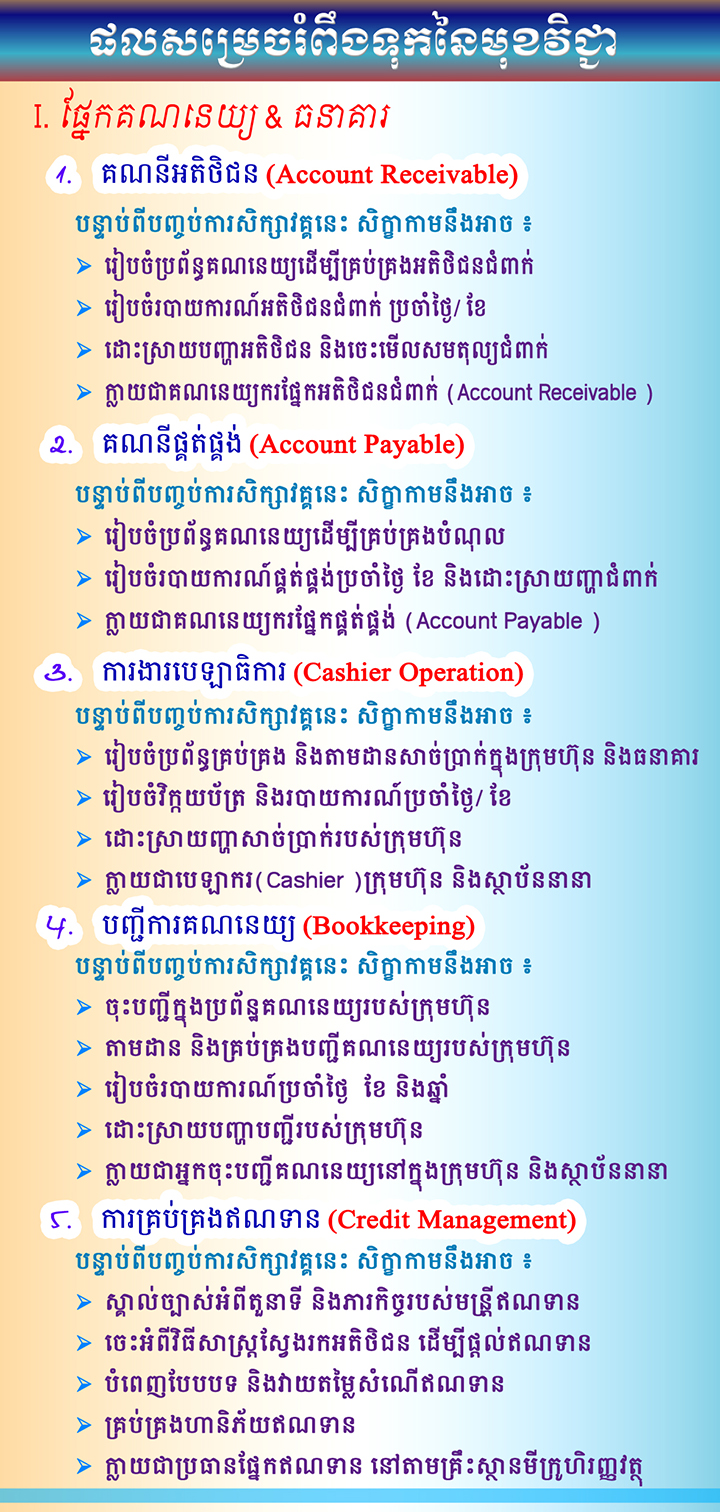 ផលសម្រេចរំពឹងទុកនៃមុខវិជ្ជា
I. ផ្នែកគណនេយ្យ & ធនាគារ
១. គណនីអតិថិជន (Account Receivable)
បន្ទាប់ពីបញ្ចប់ការសិក្សាវគ្គនេះ សិក្ខាកាមនឹងអាច ៖
➢ រៀបចំប្រព័ន្ធគណនេយ្យដើម្បីគ្រប់គ្រងអតិថិជនជំពាក់
➢ រៀបចំរបាយការណ៍អតិថិជនជំពាក់ ប្រចាំថ្ងៃ/ ខែ
➢ ដោះស្រាយបញ្ហាអតិថិជន និងចេះមើលសមតុល្យជំពាក់
➢ ក្លាយជាគណនេយ្យករផ្នែកអតិថិជនជំពាក់ (Account Receivable )
២. គណនីផ្គត់ផ្គង់ (Account Payable)
បន្ទាប់ពីបញ្ចប់ការសិក្សាវគ្គនេះ សិក្ខាកាមនឹងអាច ៖
➢ រៀបចំប្រព័ន្ធគណនេយ្យដើម្បីគ្រប់គ្រងបំណុល
➢ រៀបចំរបាយការណ៍ផ្គត់ផ្គង់ប្រចាំថ្ងៃ ខែ និងដោះស្រាយញ្ហាជំពាក់
➢ ក្លាយជាគណនេយ្យករផ្នែកផ្គត់ផ្គង់ (Account Payable )
៣. ការងារបេឡាធិការ (Cashier Operation)
បន្ទាប់ពីបញ្ចប់ការសិក្សាវគ្គនេះ សិក្ខាកាមនឹងអាច ៖
➢ រៀបចំប្រព័ន្ធគ្រប់គ្រង និងតាមដានសាច់ប្រាក់ក្នុងក្រុមហ៊ុន និងធនាគារ
➢ រៀបចំវិក្កយប័ត្រ និងរបាយការណ៍ប្រចាំថ្ងៃ/ ខែ
➢ ដោះស្រាយញ្ហាសាច់ប្រាក់របស់ក្រុមហ៊ុន
➢ ក្លាយជាបេឡាករ(Cashier )ក្រុមហ៊ុន និងស្ថាប័ននានា
៤. បញ្ជីការគណនេយ្យ (Bookkeeping)
បន្ទាប់ពីបញ្ចប់ការសិក្សាវគ្គនេះ សិក្ខាកាមនឹងអាច ៖
➢ ចុះបញ្ជីក្នុងប្រព័ន្ធគណនេយ្យរបស់ក្រុមហ៊ុន
➢ តាមដាន និងគ្រប់គ្រងបញ្ជីគណនេយ្យរបស់ក្រុមហ៊ុន
➢ រៀបចំរបាយការណ៍ប្រចាំថ្ងៃ ខែ និងឆ្នាំ
➢ ដោះស្រាយបញ្ហាបញ្ជីរបស់ក្រុមហ៊ុន
➢ ក្លាយជាអ្នកចុះបញ្ជីគណនេយ្យនៅក្នុងក្រុមហ៊ុន និងស្ថាប័ននានា
៥. ការគ្រប់គ្រងឥណទាន (Credit Management)
បន្ទាប់ពីបញ្ចប់ការសិក្សាវគ្គនេះ សិក្ខាកាមនឹងអាច ៖
➢ ស្គាល់ច្បាស់អំពីតួនាទី និងភារកិច្ចរបស់មន្ត្រីឥណទាន
➢ ចេះអំពីវិធីសាស្ត្រស្វែងរកអតិថិជន ដើម្បីផ្តល់ឥណទាន
➢ បំពេញបែបបទ និងវាយតម្លៃសំណើឥណទាន
➢ គ្រប់គ្រងហានិភ័យឥណទាន
➢ ក្លាយជាប្រធានផ្នែកឥណទាន នៅតាមគ្រឹះស្ថានមីក្រូហិរញ្ញវត្ថុ